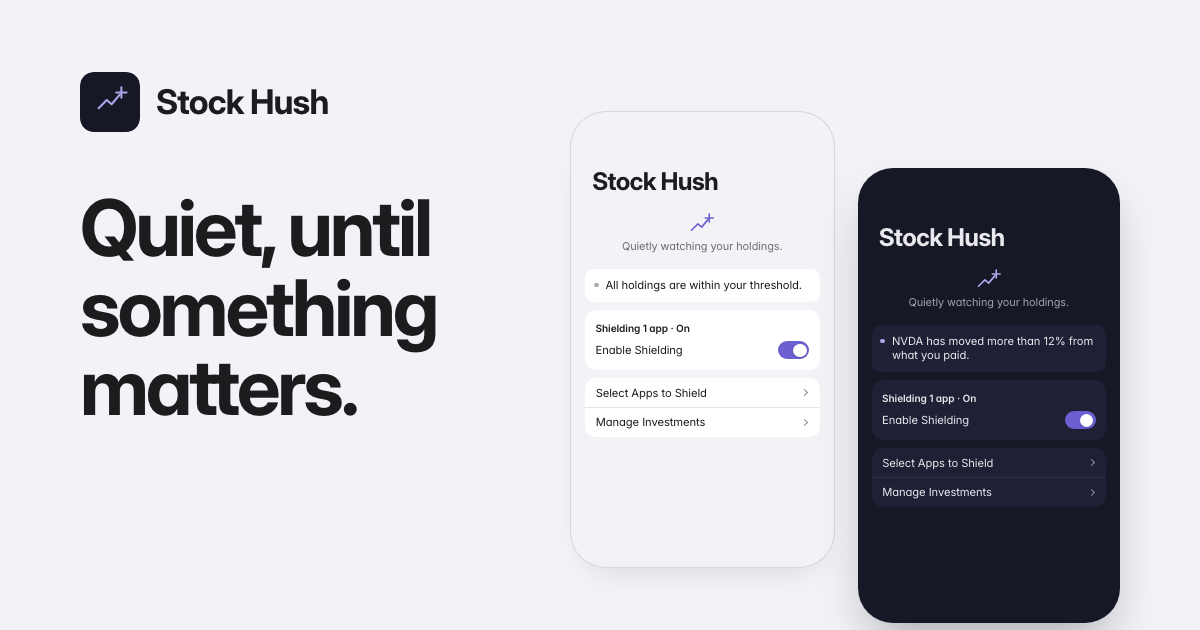 Stock Hush
Quiet, until
something
matters.
Stock Hush
Quietly watching your holdings.
All holdings are within your threshold.
Shielding 1 app · On
Enable Shielding
Select Apps to Shield
Manage Investments
Stock Hush
Quietly watching your holdings.
NVDA has moved more than 12% from
what you paid.
Shielding 1 app · On
Enable Shielding
Select Apps to Shield
Manage Investments